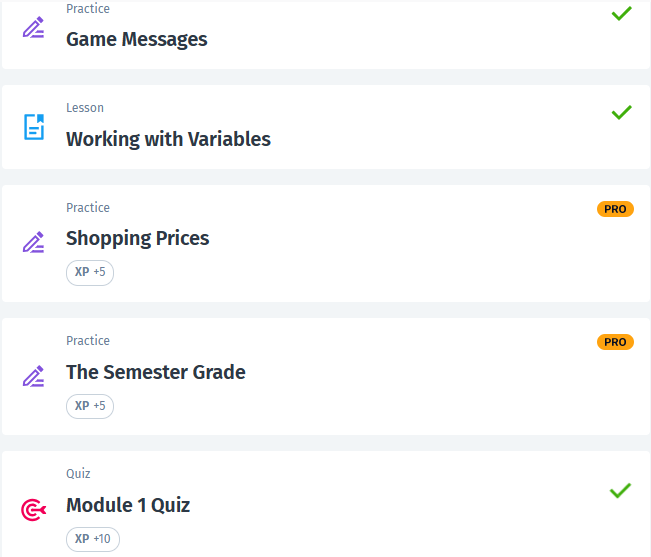 Practice
Game Messages
Lesson
Working with Variables
Practice
PRO
Shopping Prices
XP +5
Practice
PRO
The Semester Grade
XP +5
Quiz
Module 1 Quiz
XP +10